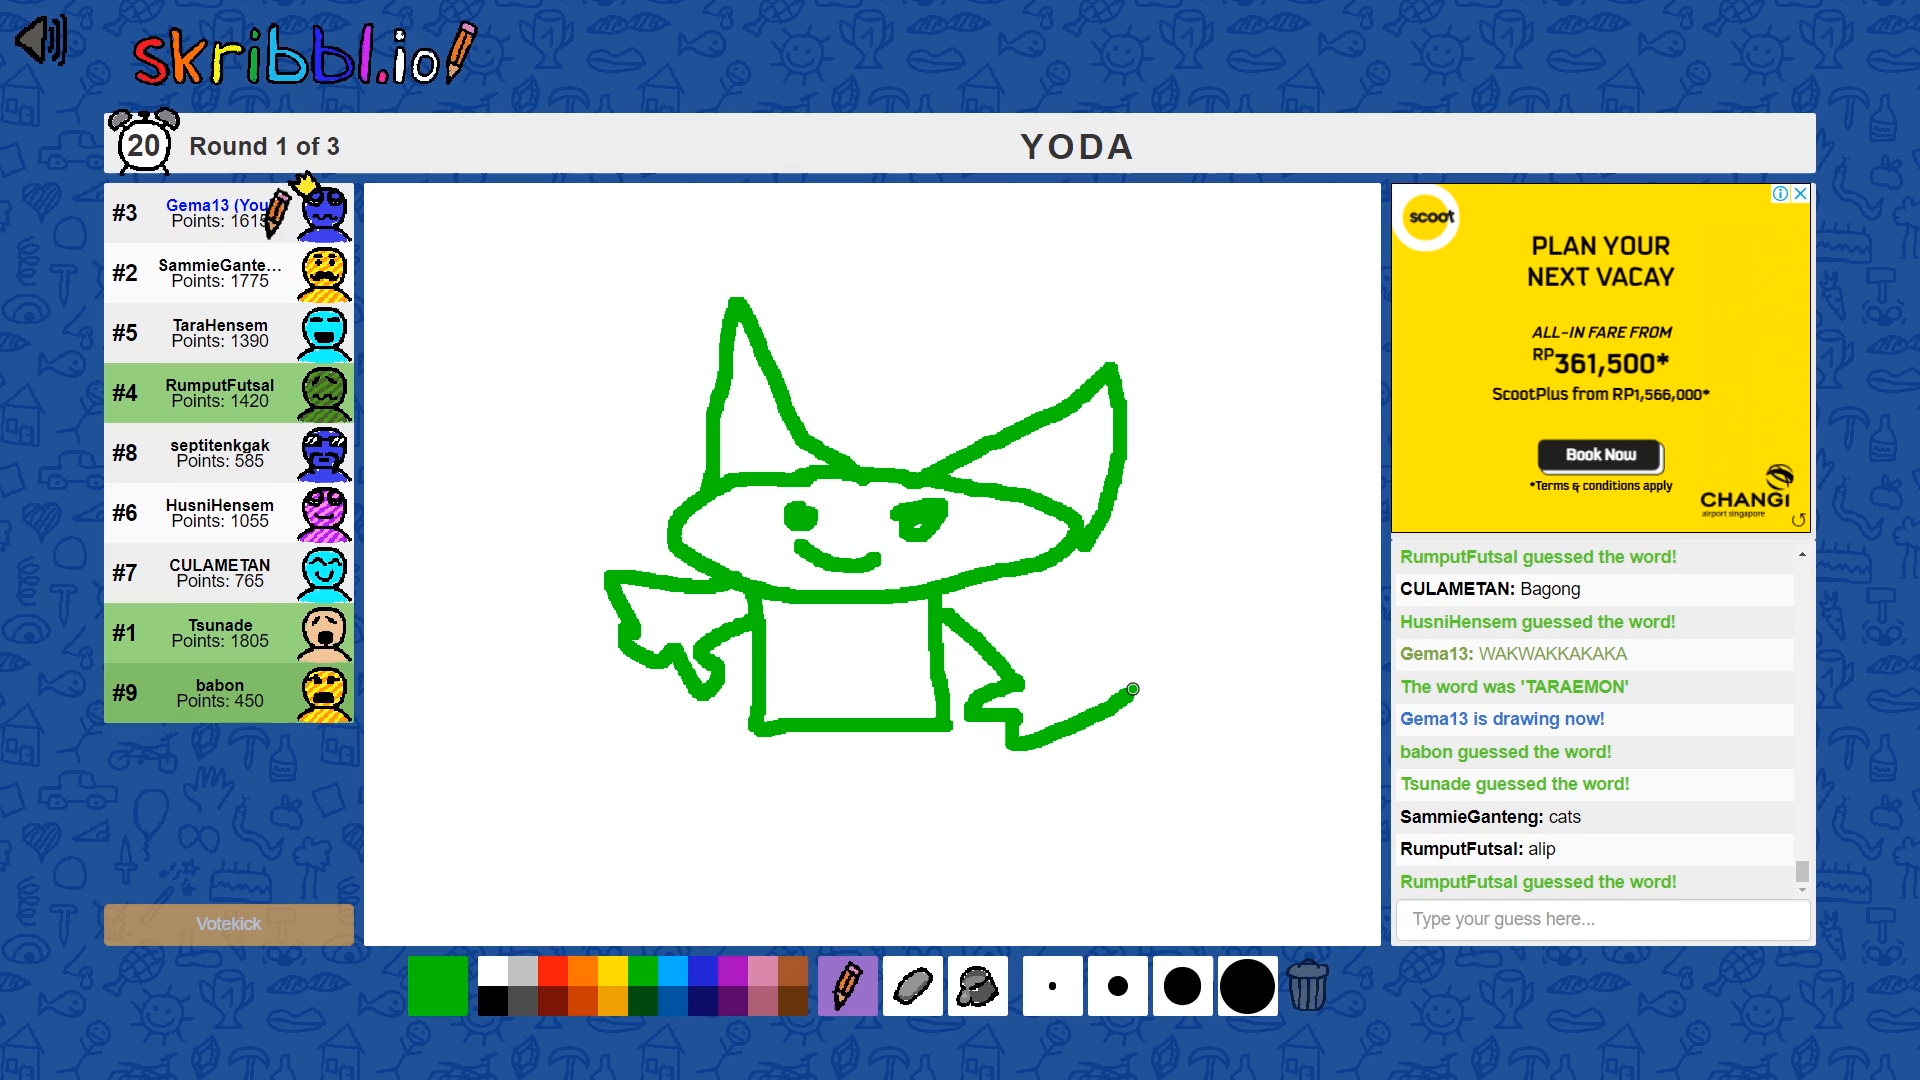 skribbl.io
20
Round 1 of 3
YODA
#3
Gema13 (You
Points: 1615
#2
SammieGante...
Points: 1775
#5
TaraHensem
Points: 1390
#4
RumputFutsal
Points: 1420
#8
septitenkgak
Points: 585
#6
HusniHensem
Points: 1055
#7
CULAMETAN
Points: 765
#1
Tsunade
Points: 1805
#9
babon
Points: 450
Votekick
scoot
PLAN YOUR
NEXT VACAY
ALL-IN FARE FROM
RP361,500*
ScootPlus from RP1,566,000*
Book Now
*Terms & conditions apply
CHANGI
airport singapore
RumputFutsal guessed the word!
CULAMETAN: Bagong
HusniHensem guessed the word!
Gema13: WAKWAKKAKAKA
The word was 'TARAEMON'
Gema13 is drawing now!
babon guessed the word!
Tsunade guessed the word!
SammieGanteng: cats
RumputFutsal: alip
RumputFutsal guessed the word!
Type your guess here...